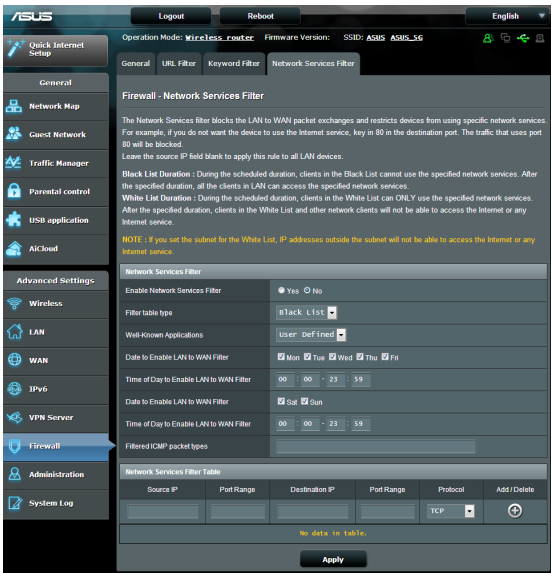 ASUS
Logout
Reboot
English
Quick Internet
Setup
Operation Mode: Wireless router Firmware Version: SSID: ASUS ASUS_5G
General
URL Filter
Keyword Filter
Network Services Filter
General
Network Map
Guest Network
Traffic Manager
Parental control
USB application
AiCloud
Advanced Settings
Wireless
LAN
WAN
IPv6
VPN Server
Firewall
Administration
System Log
Firewall - Network Services Filter
The Network Services filter blocks the LAN to WAN packet exchanges and restricts devices from using specific network services.
For example, if you do not want the device to use the Internet service, key in 80 in the destination port. The traffic that uses port
80 will be blocked.
Leave the source IP field blank to apply this rule to all LAN devices.
Black List Duration : During the scheduled duration, clients in the Black List cannot use the specified network services. After
the specified duration, all the clients in LAN can access the specified network services.
White List Duration : During the scheduled duration, clients in the White List can ONLY use the specified network services.
After the specified duration, clients in the White List and other network clients will not be able to access the Internet or any
Internet service.
NOTE : If you set the subnet for the White List, IP addresses outside the subnet will not be able to access the Internet or any
Internet service.
Network Services Filter
Enable Network Services Filter Yes No
Filter table type Black List
Well-Known Applications User Defined
Date to Enable LAN to WAN Filter Mon Tue Wed Thu Fri
Time of Day to Enable LAN to WAN Filter 00 : 00 - 23 : 59
Date to Enable LAN to WAN Filter Sat Sun
Time of Day to Enable LAN to WAN Filter 00 : 00 - 23 : 59
Filtered ICMP packet types
Network Services Filter Table
Source IP Port Range Destination IP Port Range Protocol Add / Delete
TCP
No data in table.
Apply